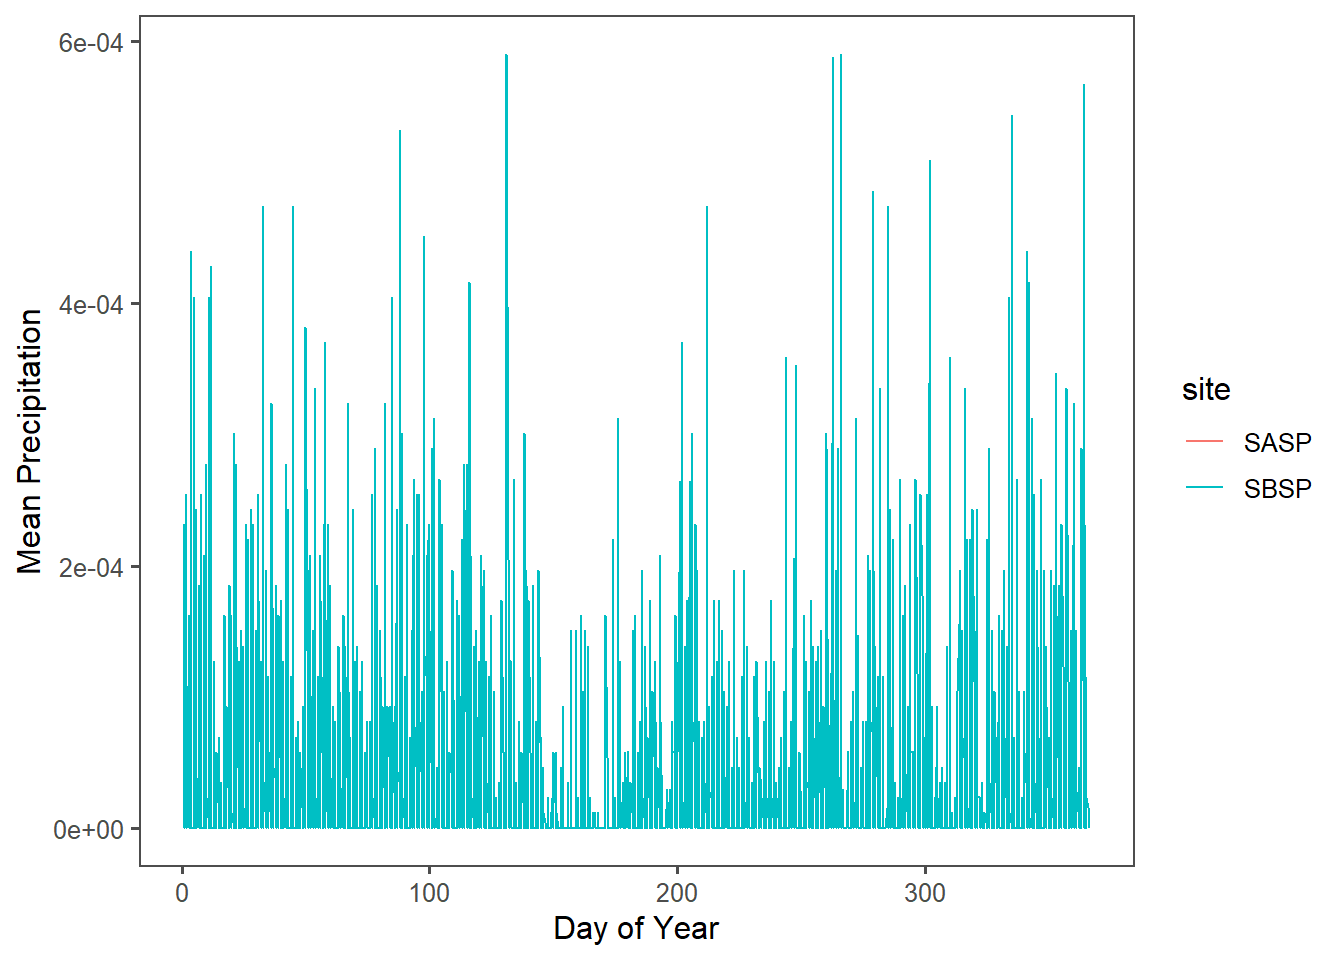 6e-04
4e-04
2e-04
0e+00
Mean Precipitation
0
100
200
300
Day of Year
site
SASP
SBSP